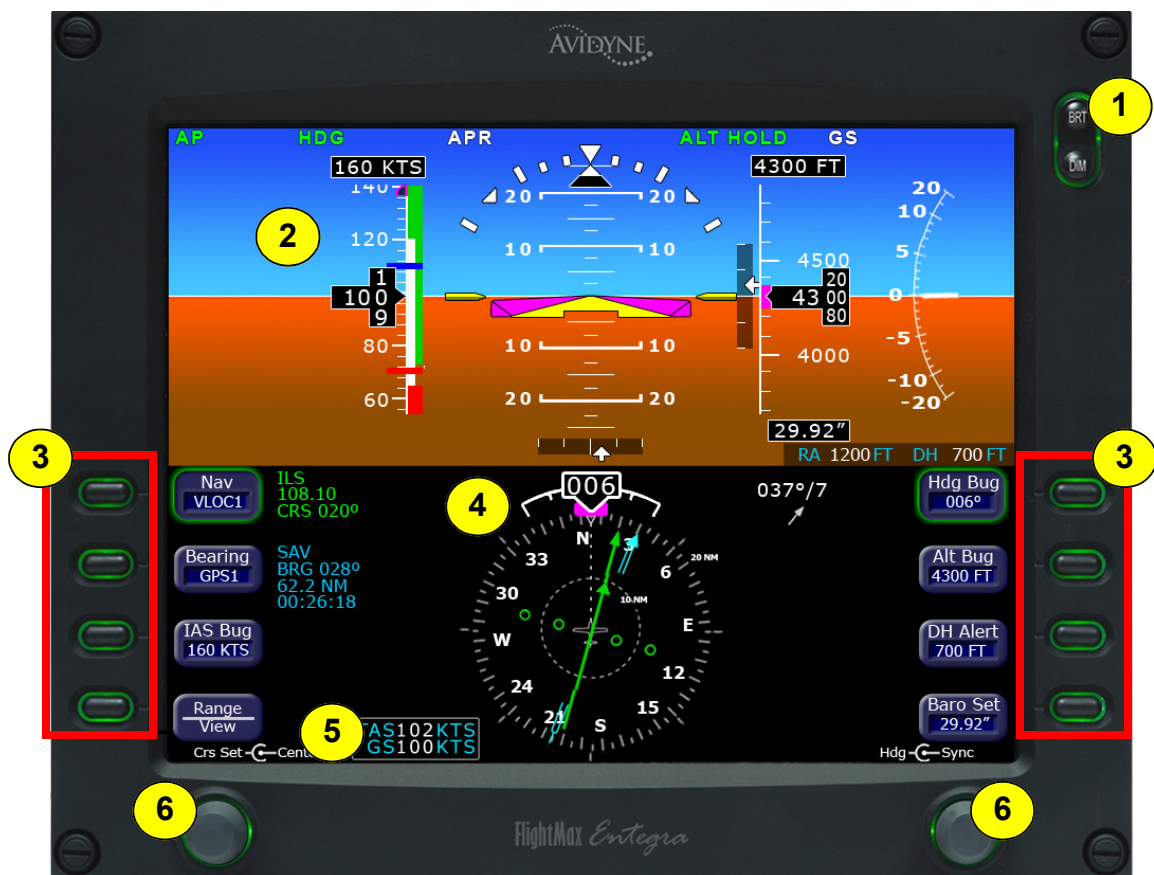 AVIDYNE
1
BRT
DIM
AP HDG APR ALT HOLD GS
160 KTS
4300 FT
2
140
120
1
100
9
80
60
20 20
10 10
10 10
20 20
4500
20
43 00
80
4000
29.92"
20
10
5
0
-5
-10
-20
RA 1200 FT DH 700 FT
3
3
Nav
VLOC1
ILS
108.10
CRS 020º
Bearing
GPS1
SAV
BRG 028º
62.2 NM
00:26:18
IAS Bug
160 KTS
Range
View
Crs Set
5
TAS 102 KTS
GS 100 KTS
4
006
037°/7
N
3
6
E
12
15
S
21
24
W
30
33
20 NM
10 NM
Hdg Bug
006°
Alt Bug
4300 FT
DH Alert
700 FT
Baro Set
29.92"
Hdg Sync
6
6
FlightMax Entegra